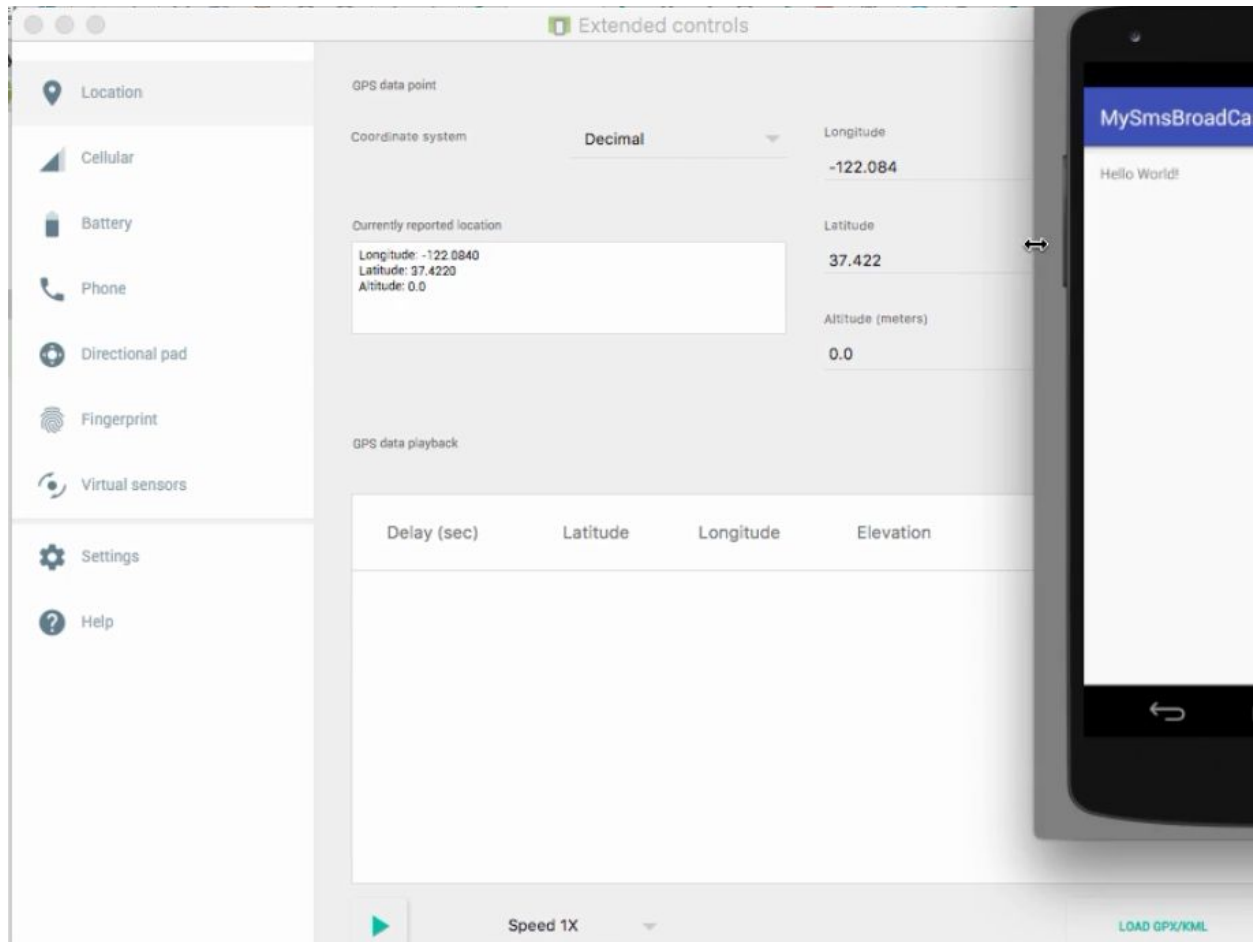 Extended controls
Location
Cellular
Battery
Phone
Directional pad
Fingerprint
Virtual sensors
Settings
Help
GPS data point
Coordinate system
Decimal
Longitude
-122.084
Currently reported location
Longitude: -122.0840
Latitude: 37.4220
Altitude: 0.0
Latitude
37.422
Altitude (meters)
0.0
GPS data playback
Delay (sec) Latitude Longitude Elevation
Speed 1X
LOAD GPX/KML
MySmsBroadCa
Hello World!